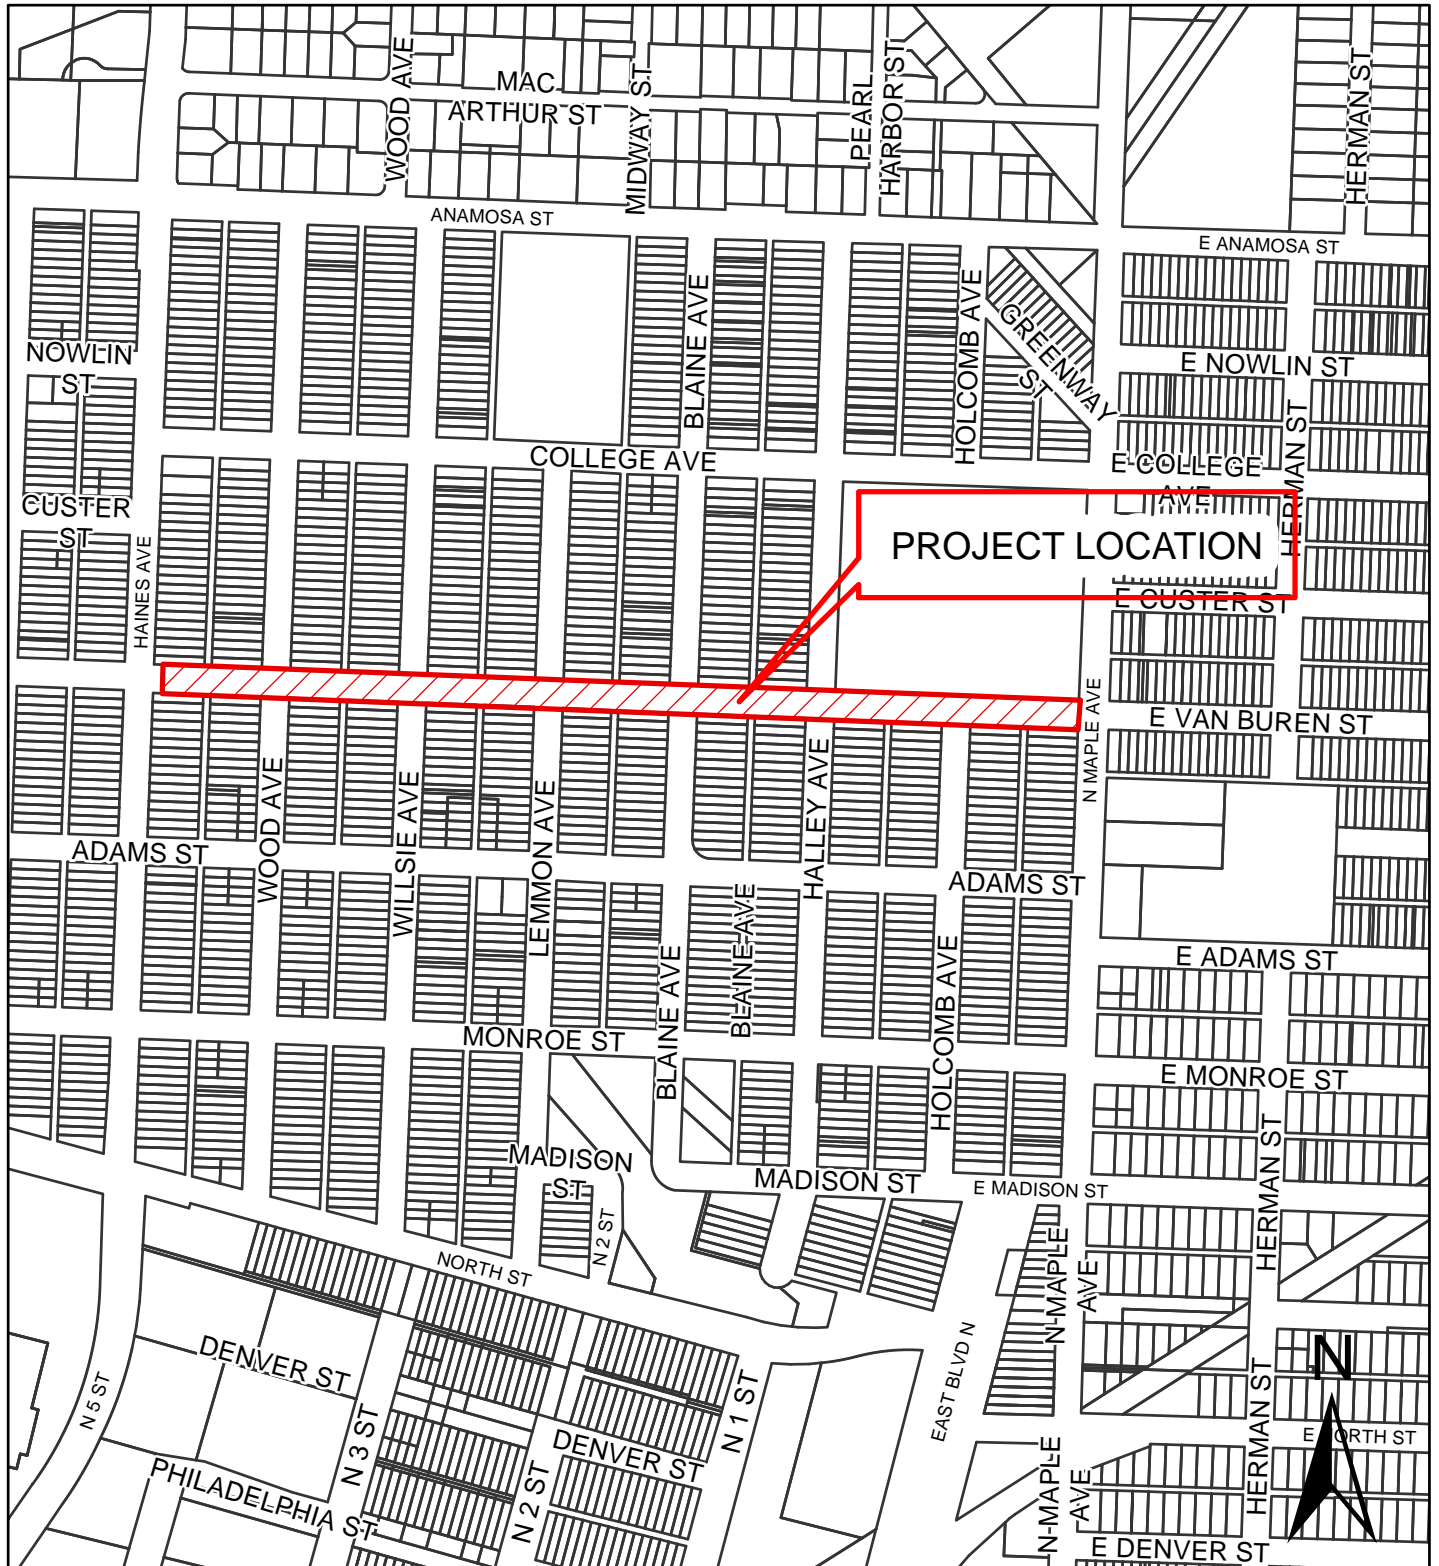 WOOD AVE
MAC
ARTHUR ST
MIDWAY ST
PEARL
HARBOR ST
HERMAN ST
ANAMOSA ST
E ANAMOSA ST
NOWLIN
ST
BLAINE AVE
HOLCOMB AVE
GREENWAY
ST
E NOWLIN ST
COLLEGE AVE
E COLLEGE
AVE
HERMAN ST
CUSTER
ST
HAINES AVE
PROJECT LOCATION
E CUSTER ST
N MAPLE AVE
E VAN BUREN ST
ADAMS ST
WOOD AVE
WILLSIE AVE
LEMMON AVE
HALLEY AVE
ADAMS ST
BLAINE AVE
BLAINE AVE
HOLCOMB AVE
E ADAMS ST
MONROE ST
E MONROE ST
MADISON
ST
MADISON ST
E MADISON ST
HERMAN ST
N 2 ST
NORTH ST
N MAPLE
AVE
DENVER ST
N 5 ST
N 3 ST
N 1 ST
EAST BLVD N
N
HERMAN ST
E NORTH ST
DENVER ST
PHILADELPHIA ST
N 2 ST
N MAPLE
AVE
E DENVER ST